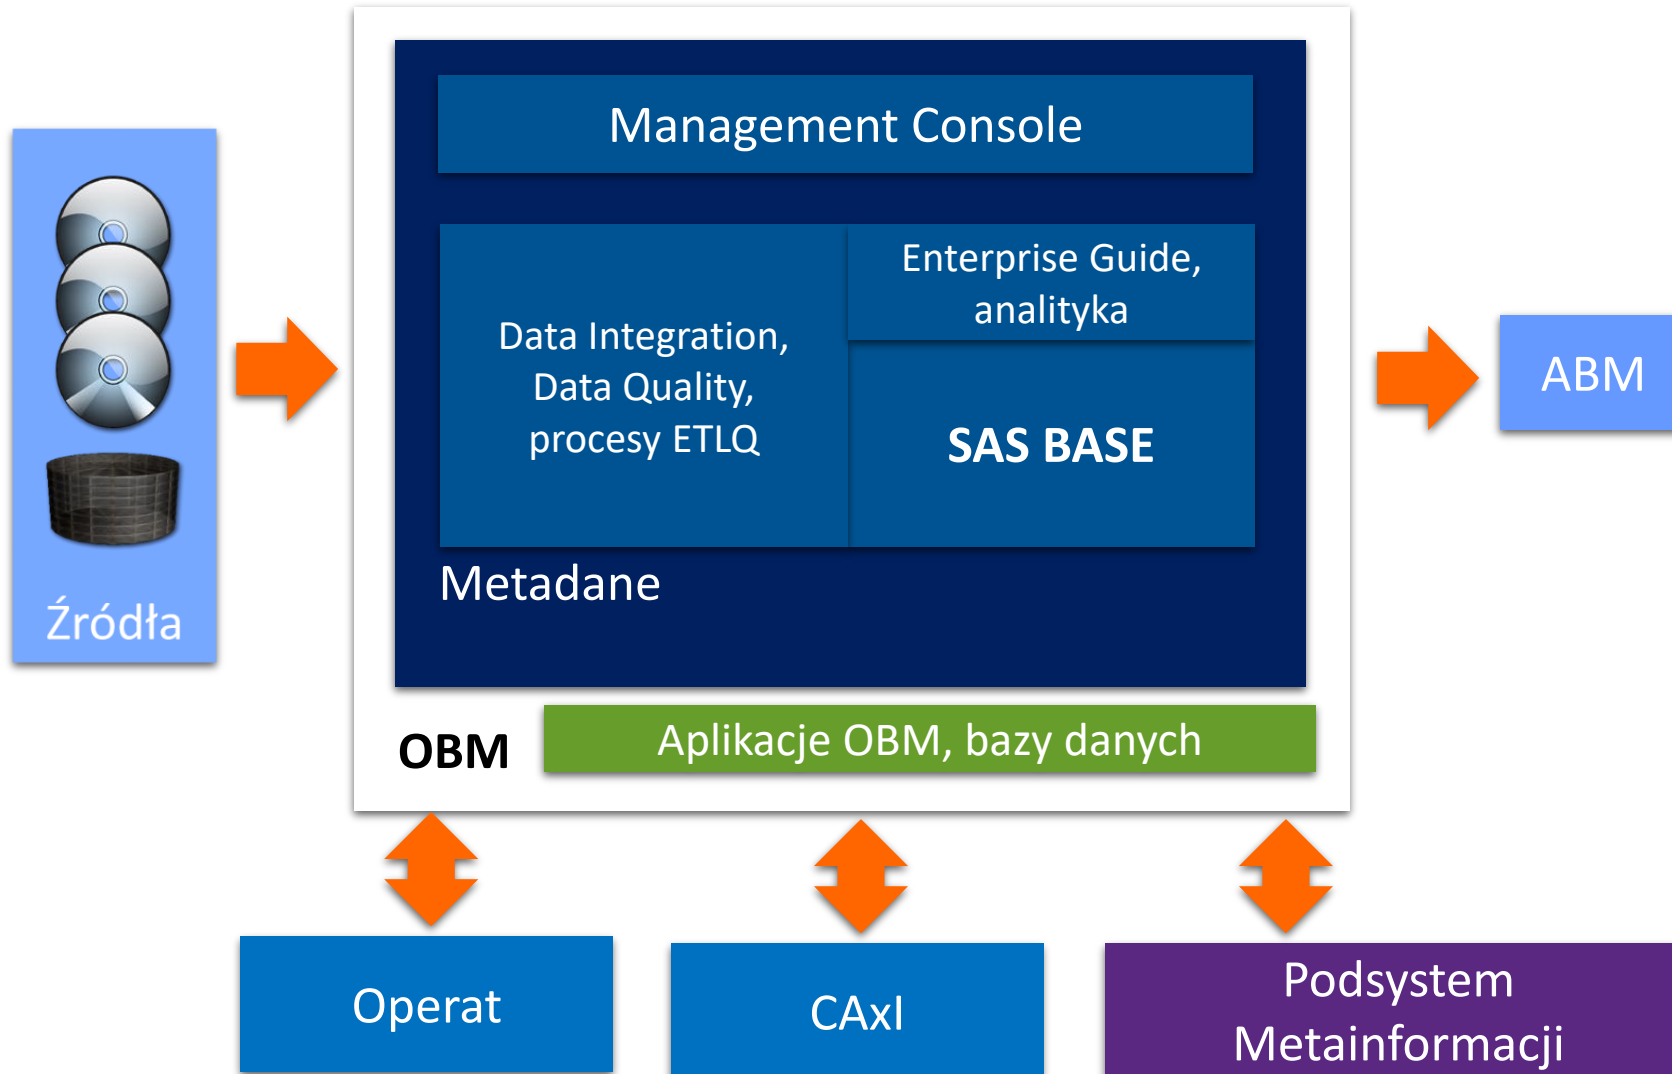 Management Console
Enterprise Guide,
analityka
Data Integration,
Data Quality,
procesy ETLQ
SAS BASE
ABM
Metadane
Źródła
OBM
Aplikacje OBM, bazy danych
Operat
CAxI
Podsystem
Metainformacji